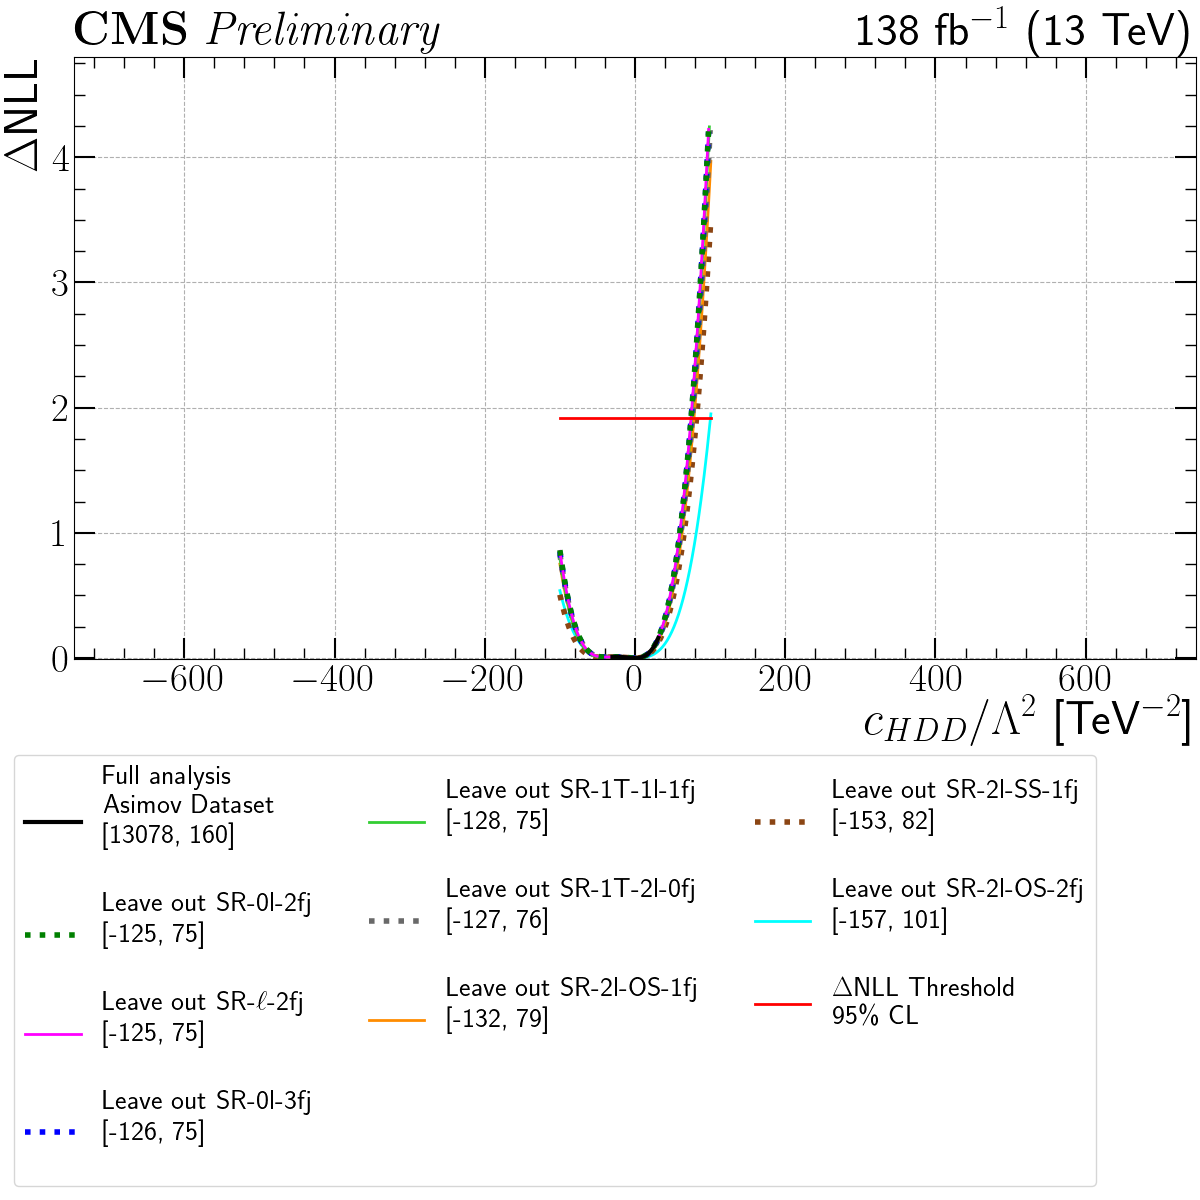 CMS Preliminary
138 fb⁻¹ (13 TeV)
ΔNLL
4
3
2
1
0
−600 −400 −200 0 200 400 600
c_HDD/Λ² [TeV⁻²]
Full analysis
Asimov Dataset
[13078, 160]
Leave out SR-0l-2fj
[-125, 75]
Leave out SR-ℓ-2fj
[-125, 75]
Leave out SR-0l-3fj
[-126, 75]
Leave out SR-1T-1l-1fj
[-128, 75]
Leave out SR-1T-2l-0fj
[-127, 76]
Leave out SR-2l-OS-1fj
[-132, 79]
Leave out SR-2l-SS-1fj
[-153, 82]
Leave out SR-2l-OS-2fj
[-157, 101]
ΔNLL Threshold
95% CL